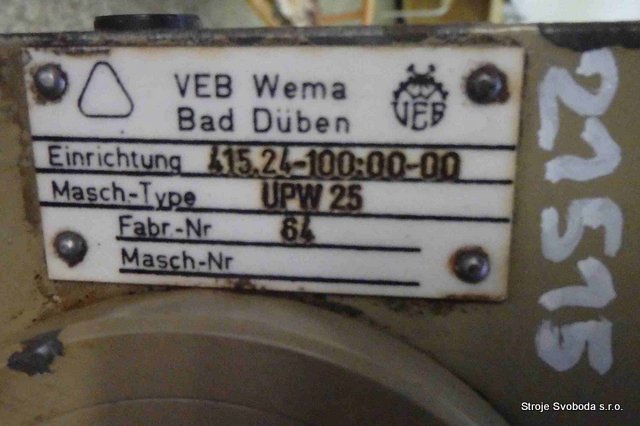 VEB Wema
Bad Düben
VEB
Einrichtung 415.24-100:00-00
Masch-Type UPW 25
Fabr.-Nr 64
Masch-Nr
21515
Stroje Svoboda s.r.o.